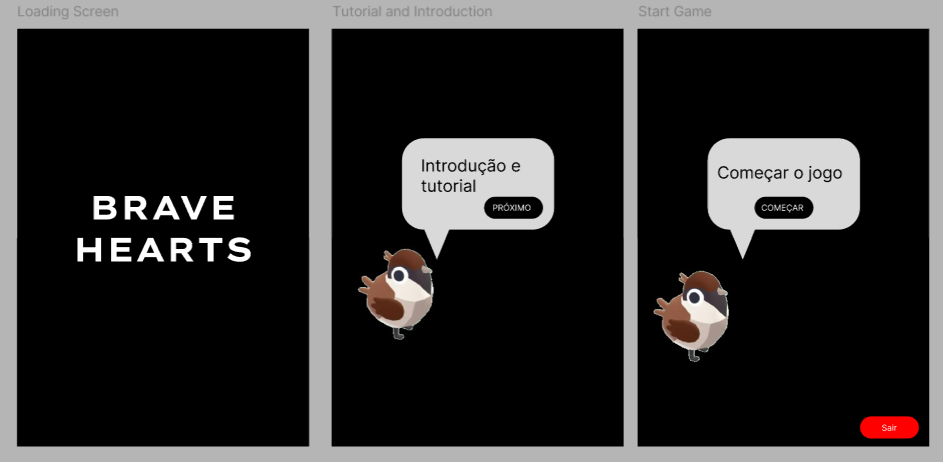 Loading Screen
Tutorial and Introduction
Start Game
BRAVE
HEARTS
Introdução e
tutorial
PRÓXIMO
Começar o jogo
COMEÇAR
Sair